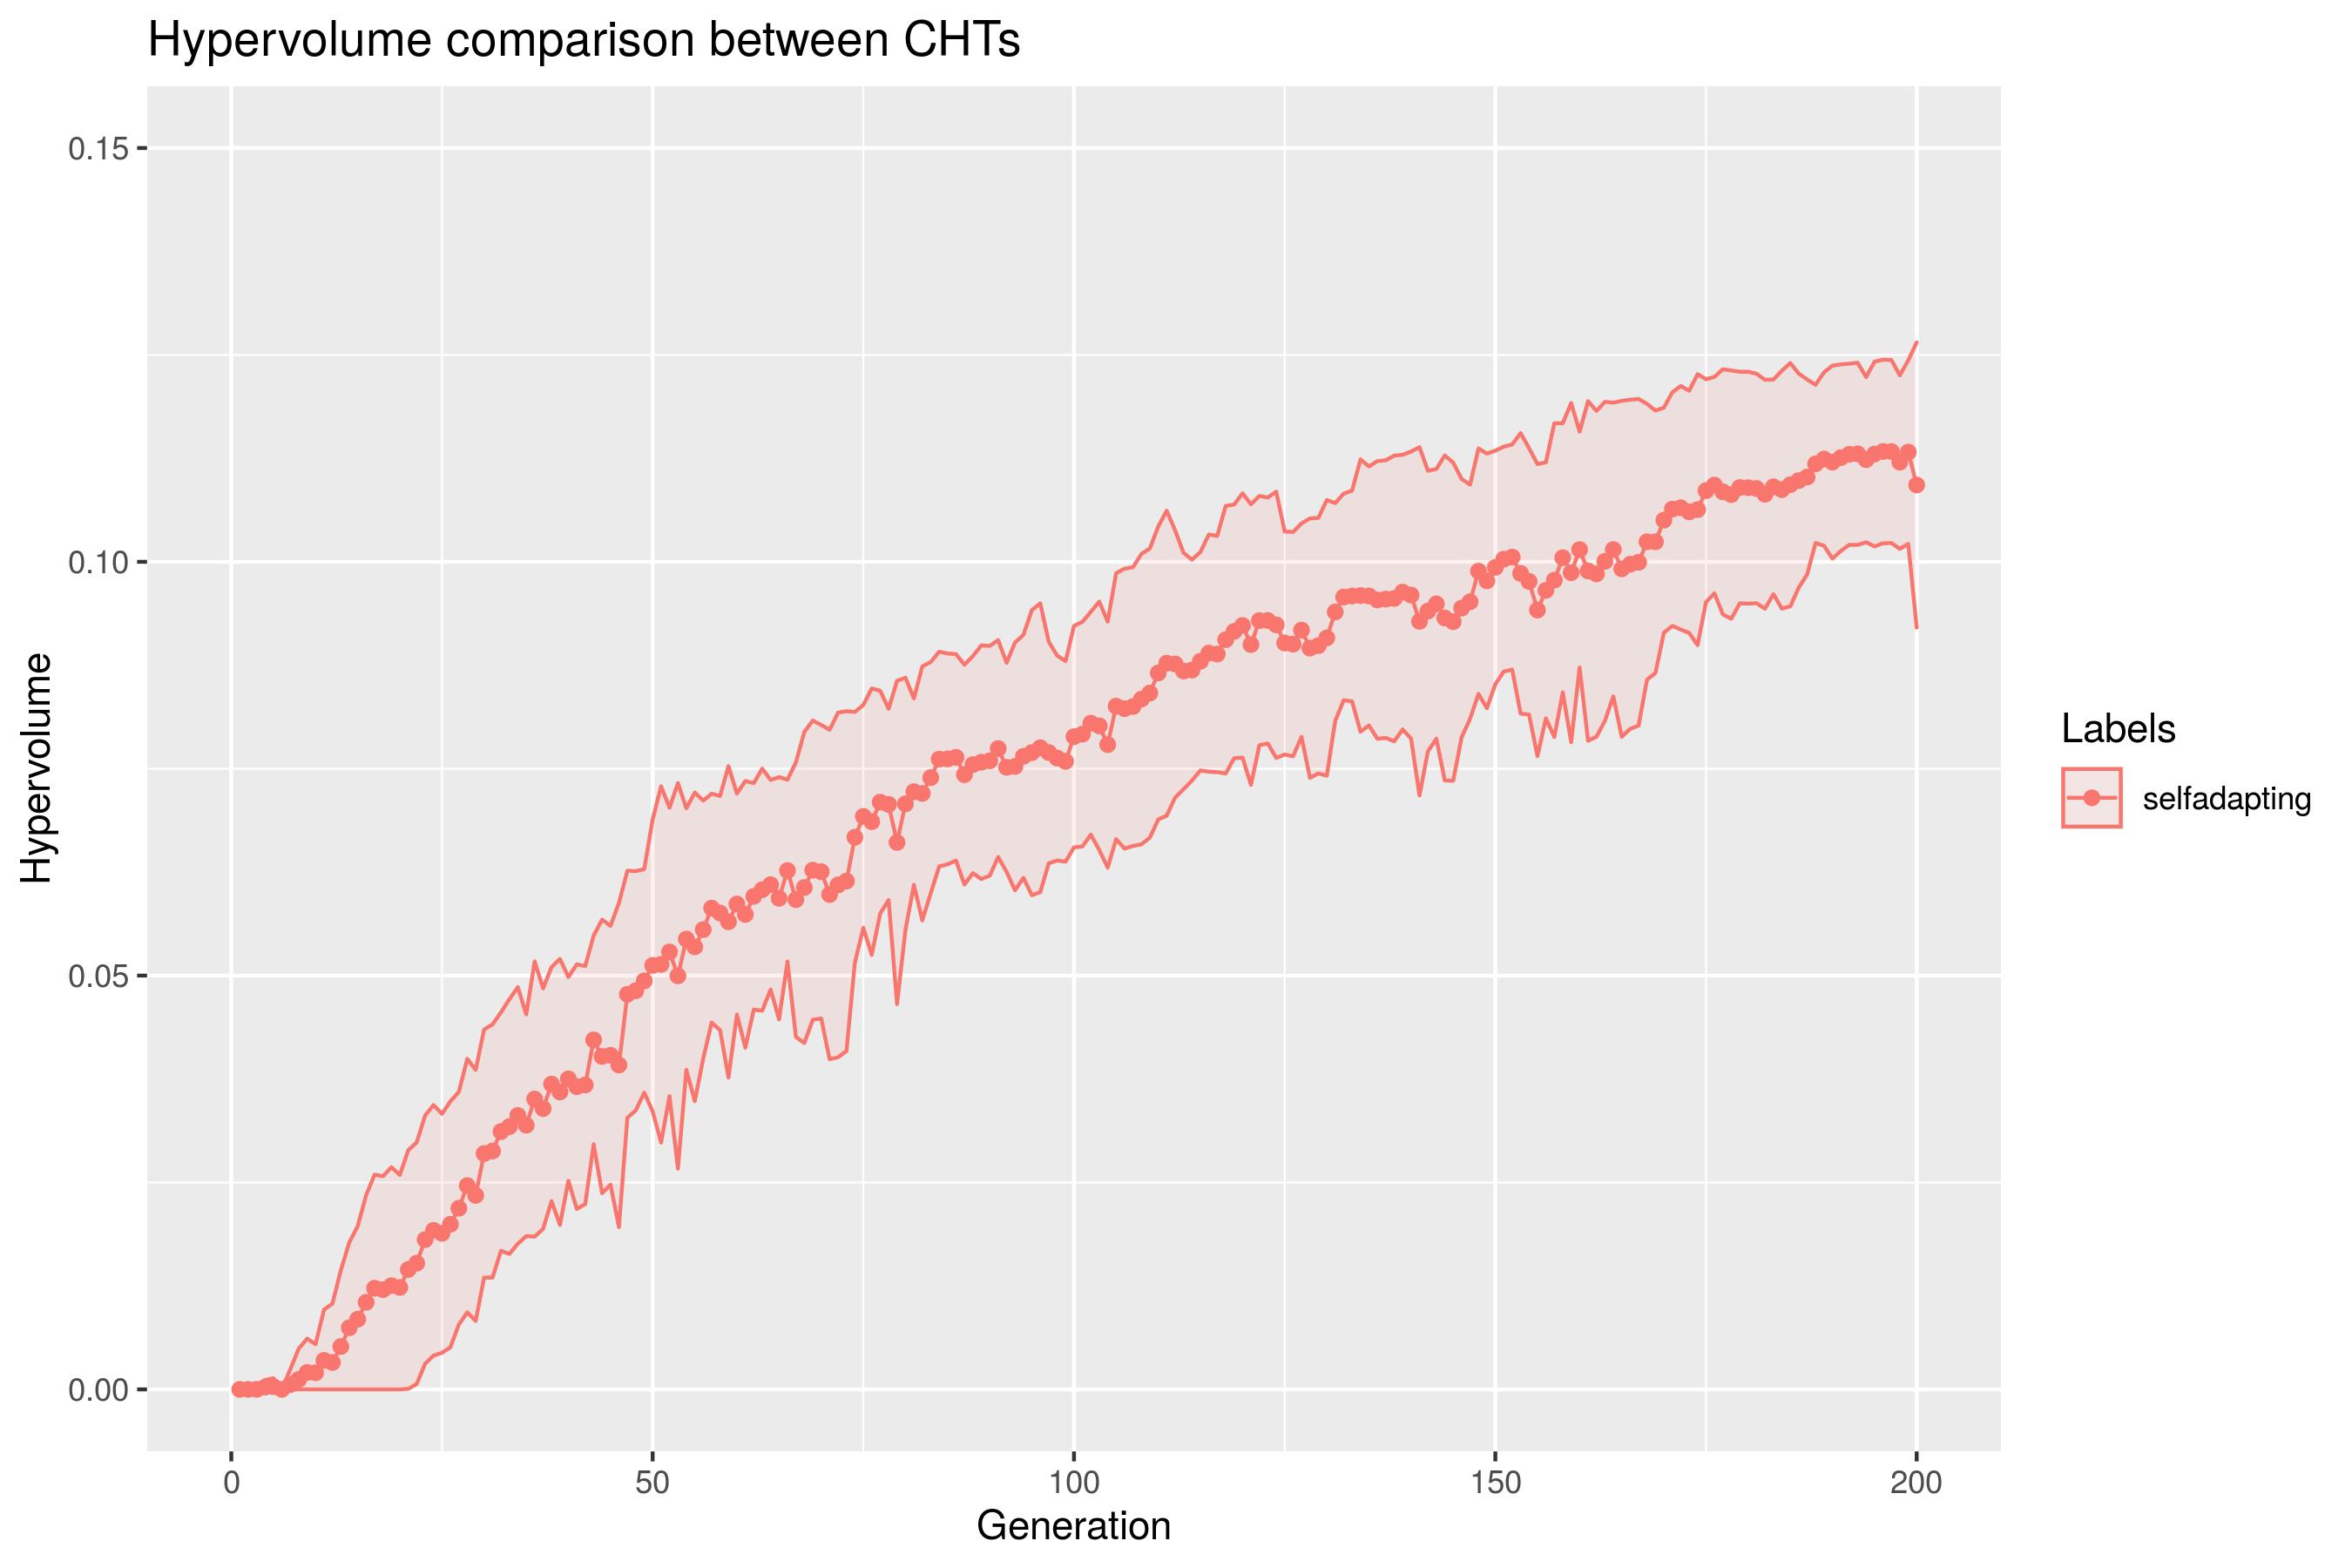 Hypervolume comparison between CHTs
0.15
0.10
0.05
0.00
Hypervolume
0 50 100 150 200
Generation
Labels
selfadapting